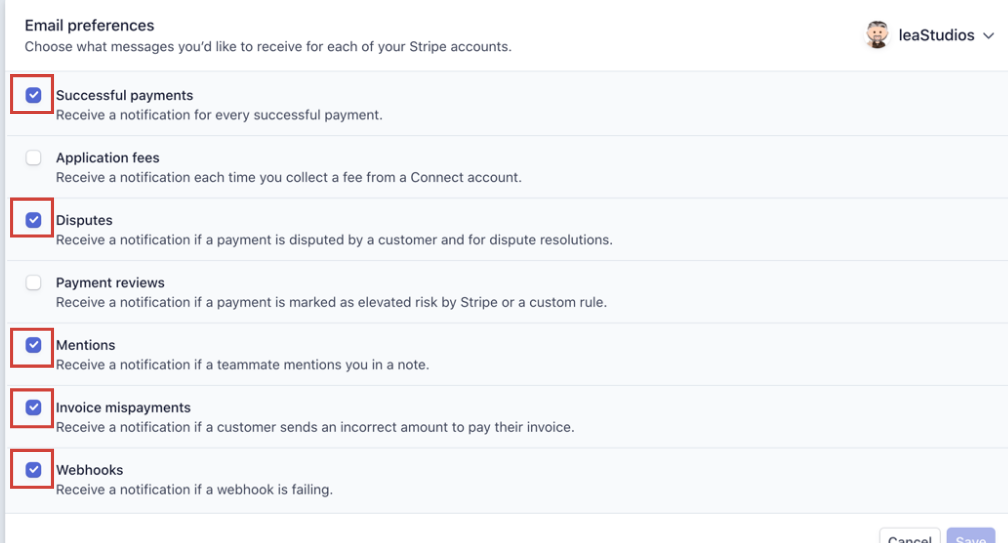 Email preferences
Choose what messages you'd like to receive for each of your Stripe accounts.
leaStudios
Successful payments
Receive a notification for every successful payment.
Application fees
Receive a notification each time you collect a fee from a Connect account.
Disputes
Receive a notification if a payment is disputed by a customer and for dispute resolutions.
Payment reviews
Receive a notification if a payment is marked as elevated risk by Stripe or a custom rule.
Mentions
Receive a notification if a teammate mentions you in a note.
Invoice mispayments
Receive a notification if a customer sends an incorrect amount to pay their invoice.
Webhooks
Receive a notification if a webhook is failing.
Cancel Save